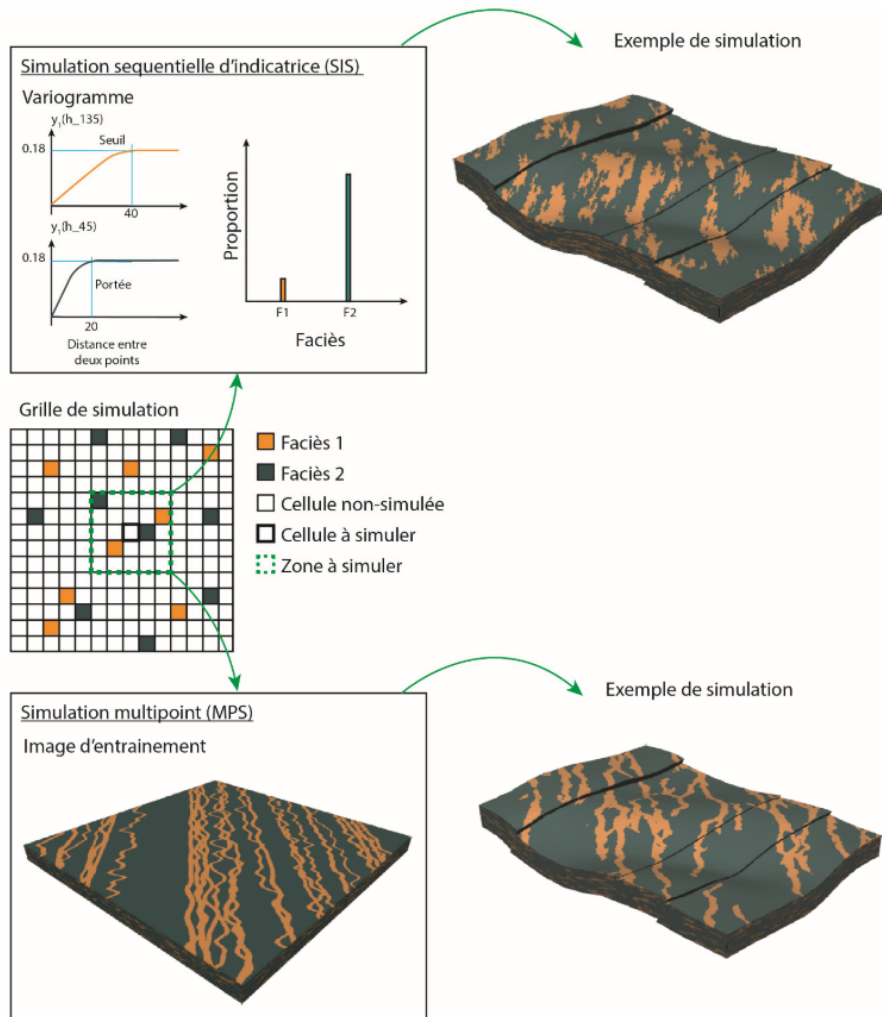 Simulation sequentielle d'indicatrice (SIS)
Exemple de simulation
Variogramme
y₁(h_135)
Seuil
0.18
40
y₁(h_45)
0.18
Portée
20
Distance entre
deux points
Proportion
F1
F2
Faciès
Grille de simulation
Faciès 1
Faciès 2
Cellule non-simulée
Cellule à simuler
Zone à simuler
Simulation multipoint (MPS)
Exemple de simulation
Image d'entrainement